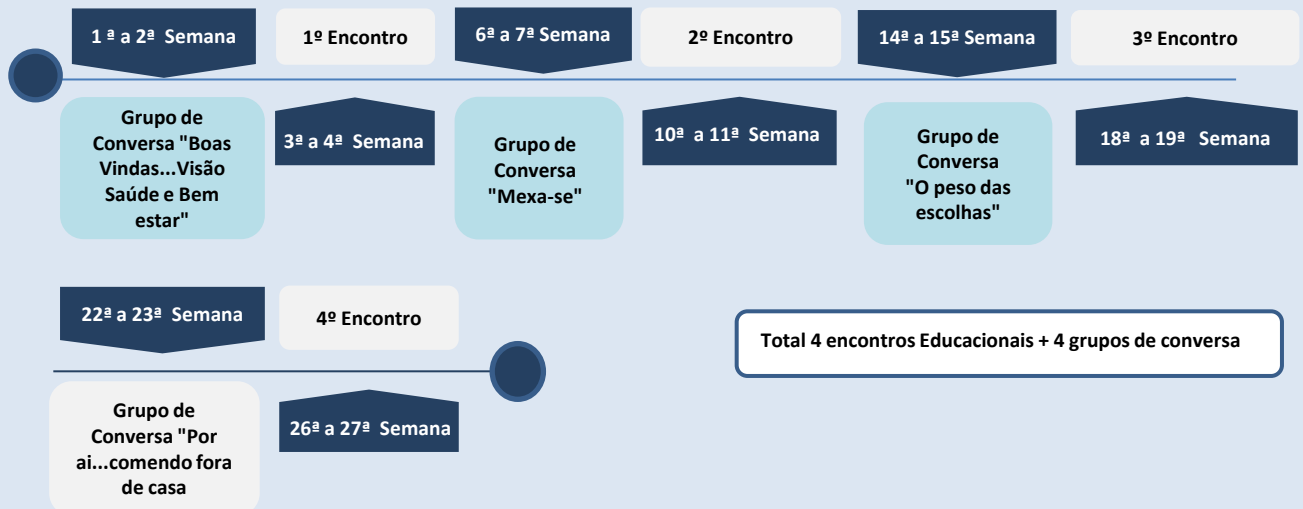 1 ª a 2ª Semana
1º Encontro
6ª a 7ª Semana
2º Encontro
14ª a 15ª Semana
3º Encontro
Grupo de
Conversa "Boas
Vindas...Visão
Saúde e Bem
estar"
3ª a 4ª Semana
Grupo de
Conversa
"Mexa-se"
10ª a 11ª Semana
Grupo de
Conversa
"O peso das
escolhas"
18ª a 19ª Semana
22ª a 23ª Semana
4º Encontro
Total 4 encontros Educacionais + 4 grupos de conversa
Grupo de
Conversa "Por
ai...comendo fora
de casa
26ª a 27ª Semana